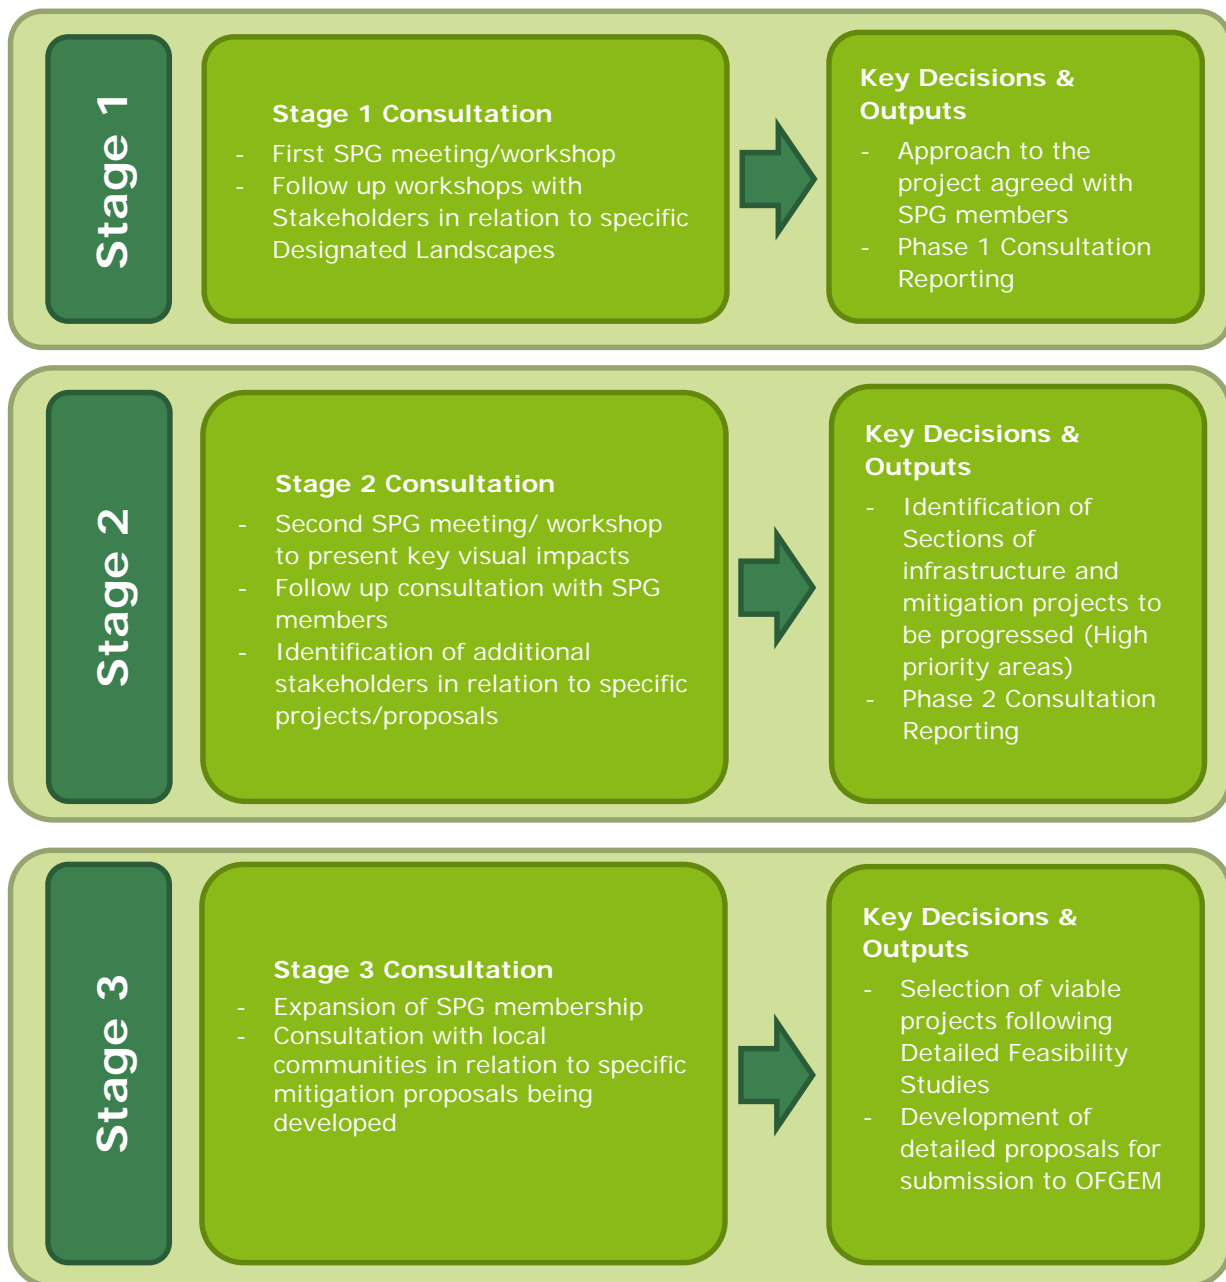 Stage 1
Stage 1 Consultation
- First SPG meeting/workshop
- Follow up workshops with
Stakeholders in relation to specific
Designated Landscapes
Key Decisions &
Outputs
- Approach to the
project agreed with
SPG members
- Phase 1 Consultation
Reporting
Stage 2
Stage 2 Consultation
- Second SPG meeting/ workshop
to present key visual impacts
- Follow up consultation with SPG
members
- Identification of additional
stakeholders in relation to specific
projects/proposals
Key Decisions &
Outputs
- Identification of
Sections of
infrastructure and
mitigation projects to
be progressed (High
priority areas)
- Phase 2 Consultation
Reporting
Stage 3
Stage 3 Consultation
- Expansion of SPG membership
- Consultation with local
communities in relation to specific
mitigation proposals being
developed
Key Decisions &
Outputs
- Selection of viable
projects following
Detailed Feasibility
Studies
- Development of
detailed proposals for
submission to OFGEM